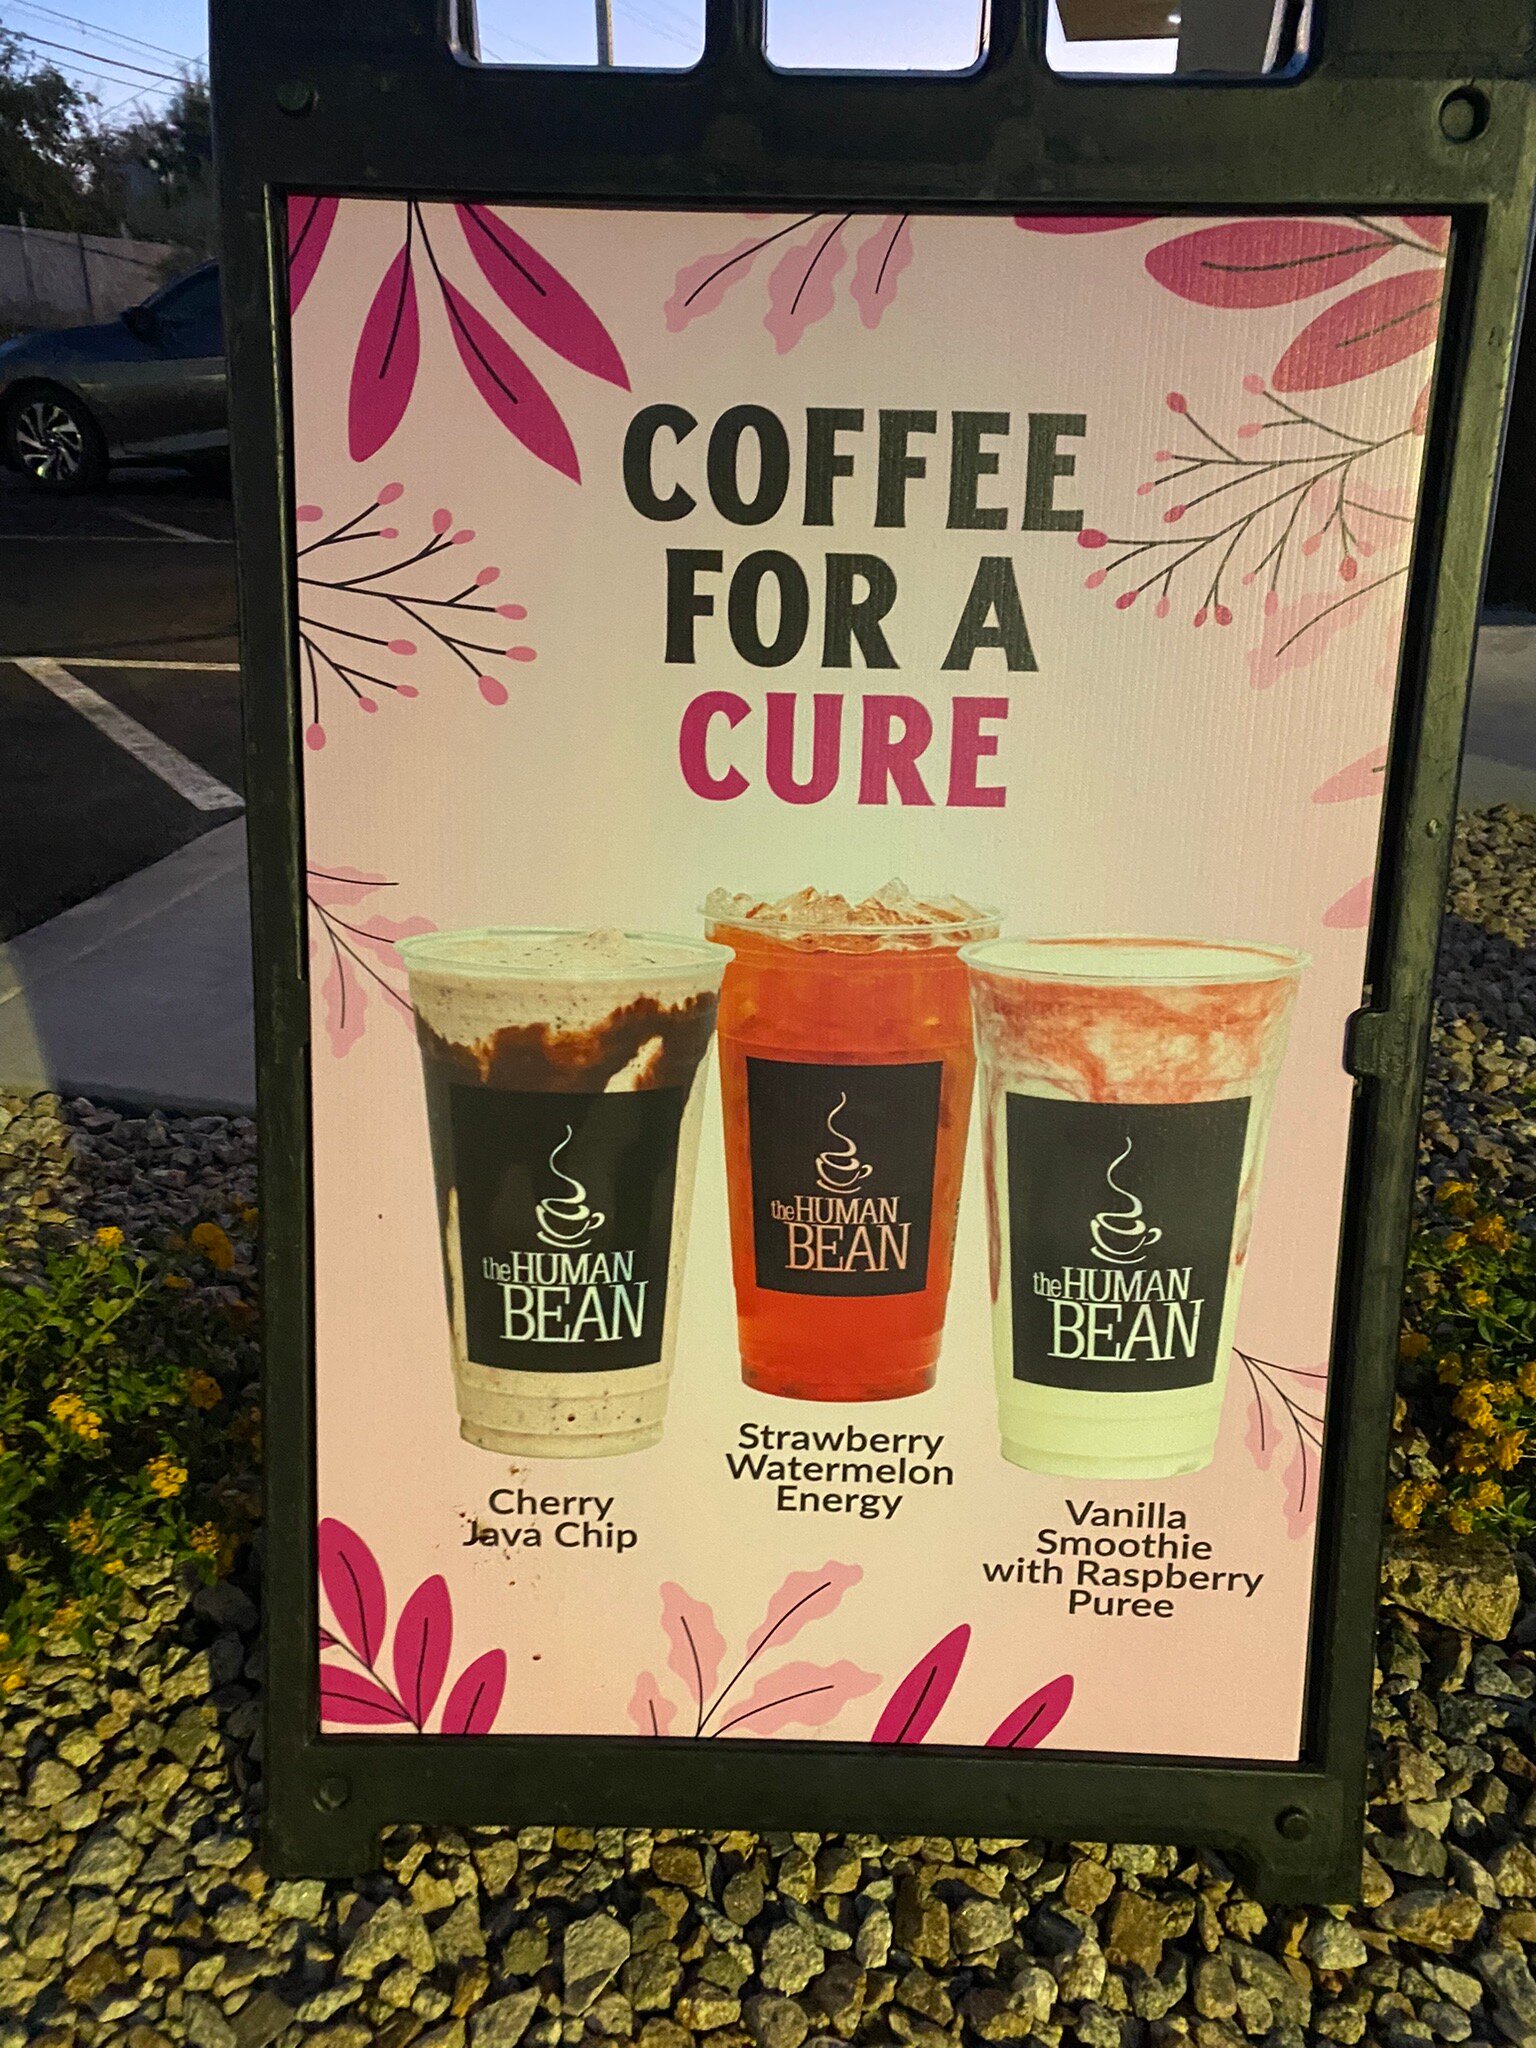 COFFEE
FOR A
CURE
the HUMAN
BEAN
the HUMAN
BEAN
the HUMAN
BEAN
Cherry
Java Chip
Strawberry
Watermelon
Energy
Vanilla
Smoothie
with Raspberry
Puree